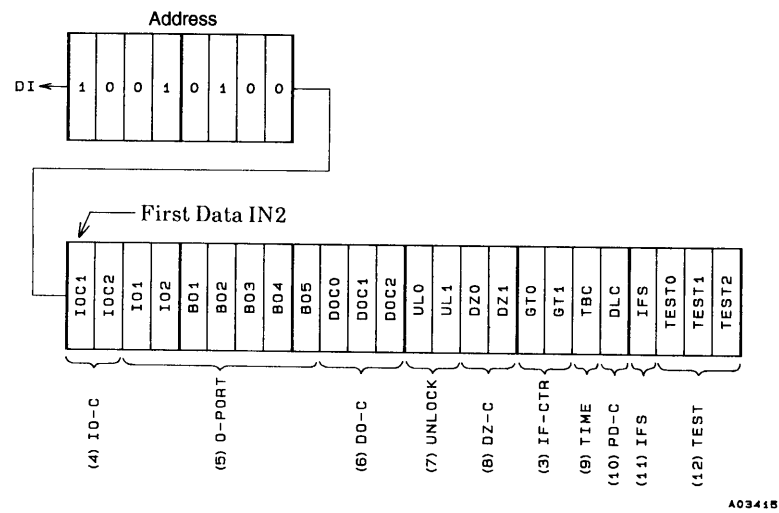 Address
DI 1 0 0 1 0 1 0 0
First Data IN2
IOC1 IOC2 IO1 IO2 BO1 BO2 BO3 BO4 BO5 DOC0 DOC1 DOC2 UL0 UL1 DZ0 DZ1 GT0 GT1 TBC DLC IFS TEST0 TEST1 TEST2
(4) IO-C (5) O-PORT (6) DO-C (7) UNLOCK (8) DZ-C (3) IF-CTR (9) TIME (10) PD-C (11) IFS (12) TEST
A03415